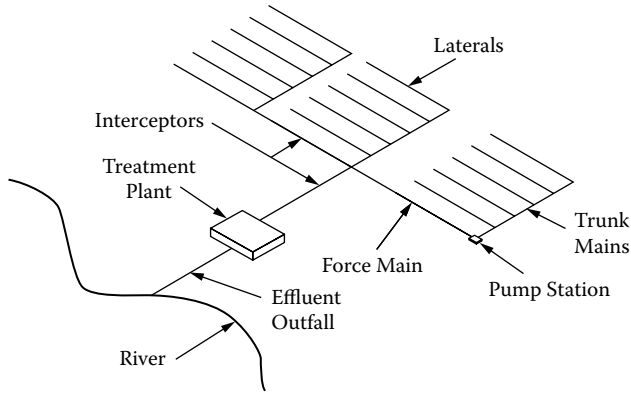 Laterals
Interceptors
Treatment
Plant
Trunk
Mains
Force Main
Pump Station
Effluent
Outfall
River